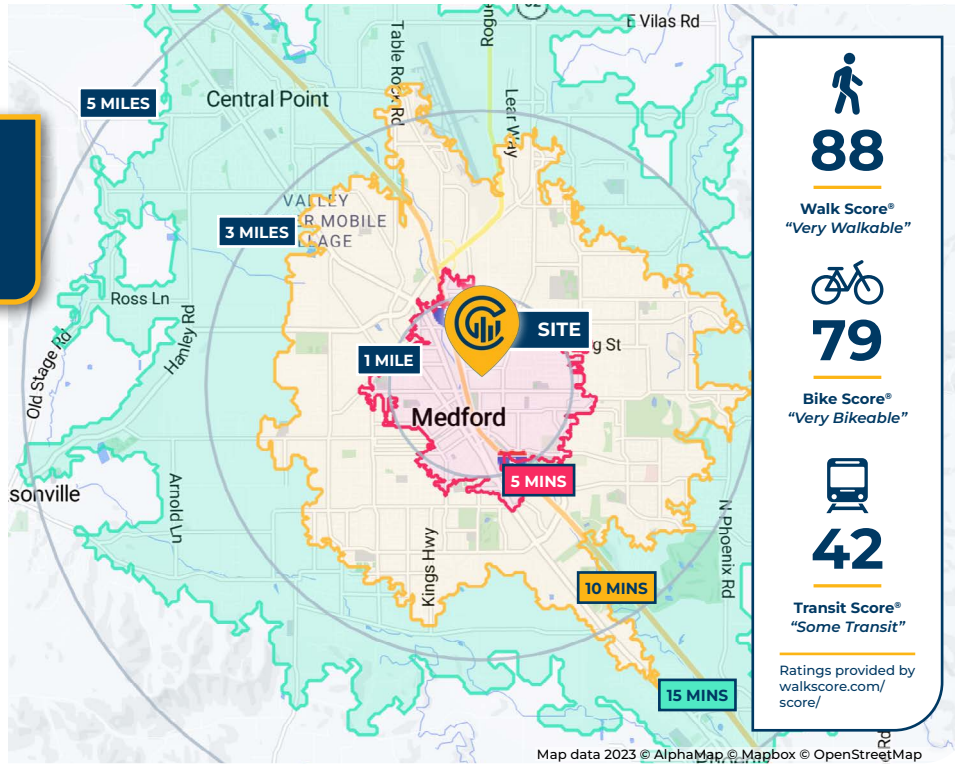 E Vilas Rd
Table Rock Rd
Lear Way
5 MILES
Central Point
VALLEY
MOBILE
3 MILES
Ross Ln
Hanley Rd
Old Stage Rd
SITE
1 MILE
g St
Medford
5 MINS
sonville
Arnold Ln
Kings Hwy
N Phoenix Rd
10 MINS
15 MINS
88
Walk Score®
“Very Walkable”
79
Bike Score®
“Very Bikeable”
42
Transit Score®
“Some Transit”
Ratings provided by
walkscore.com/
score/
Map data 2023 © AlphaMap © Mapbox © OpenStreetMap